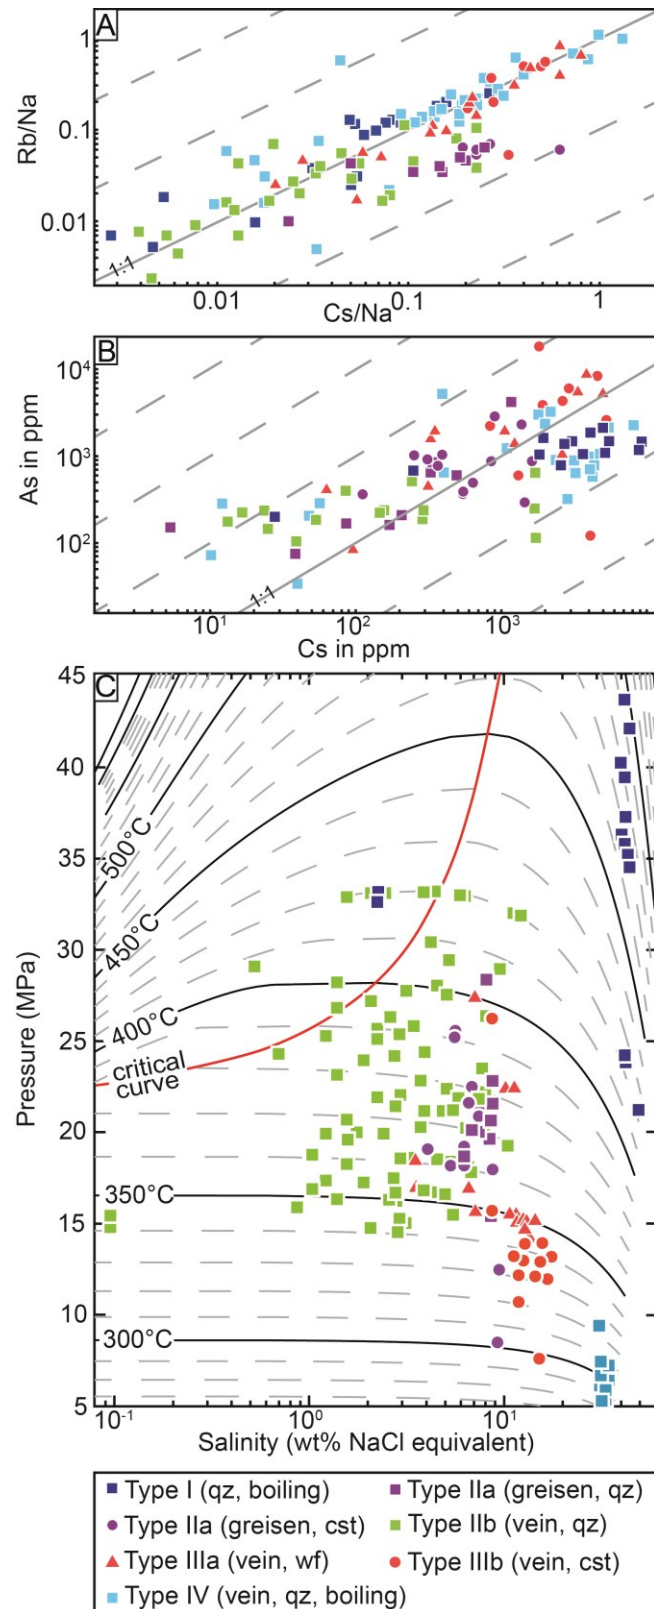 A
1
0.1
0.01
Rb/Na
1:1
0.01
0.1
1
Cs/Na
B
10⁴
10³
10²
As in ppm
1:1
10¹
10²
10³
Cs in ppm
C
45
40
35
30
25
20
15
10
5
Pressure (MPa)
500°C
450°C
400°C
critical
curve
350°C
300°C
10⁻¹
10⁰
10¹
Salinity (wt% NaCl equivalent)
Type I (qz, boiling)
Type IIa (greisen, qz)
Type IIa (greisen, cst)
Type IIb (vein, qz)
Type IIIa (vein, wf)
Type IIIb (vein, cst)
Type IV (vein, qz, boiling)